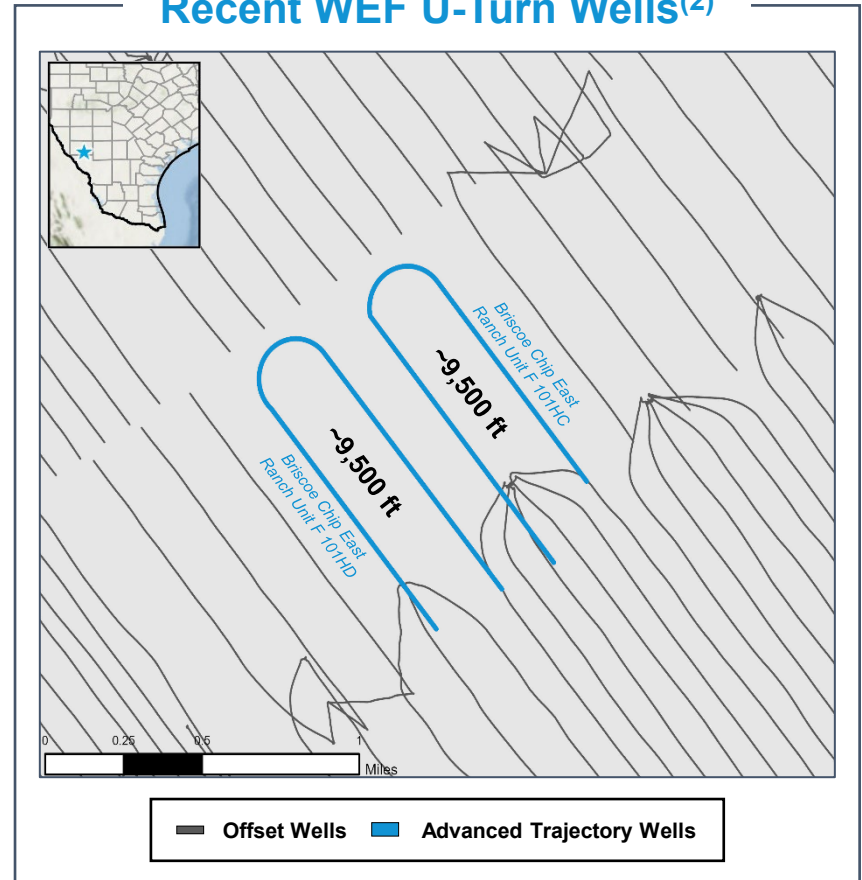 Recent WEF U-Turn Wells(2)
Briscoe Chip East
Ranch Unit F 101HC
~9,500 ft
~9,500 ft
Briscoe Chip East
Ranch Unit F 101HD
0 0.25 0.5 1
Miles
Offset Wells Advanced Trajectory Wells